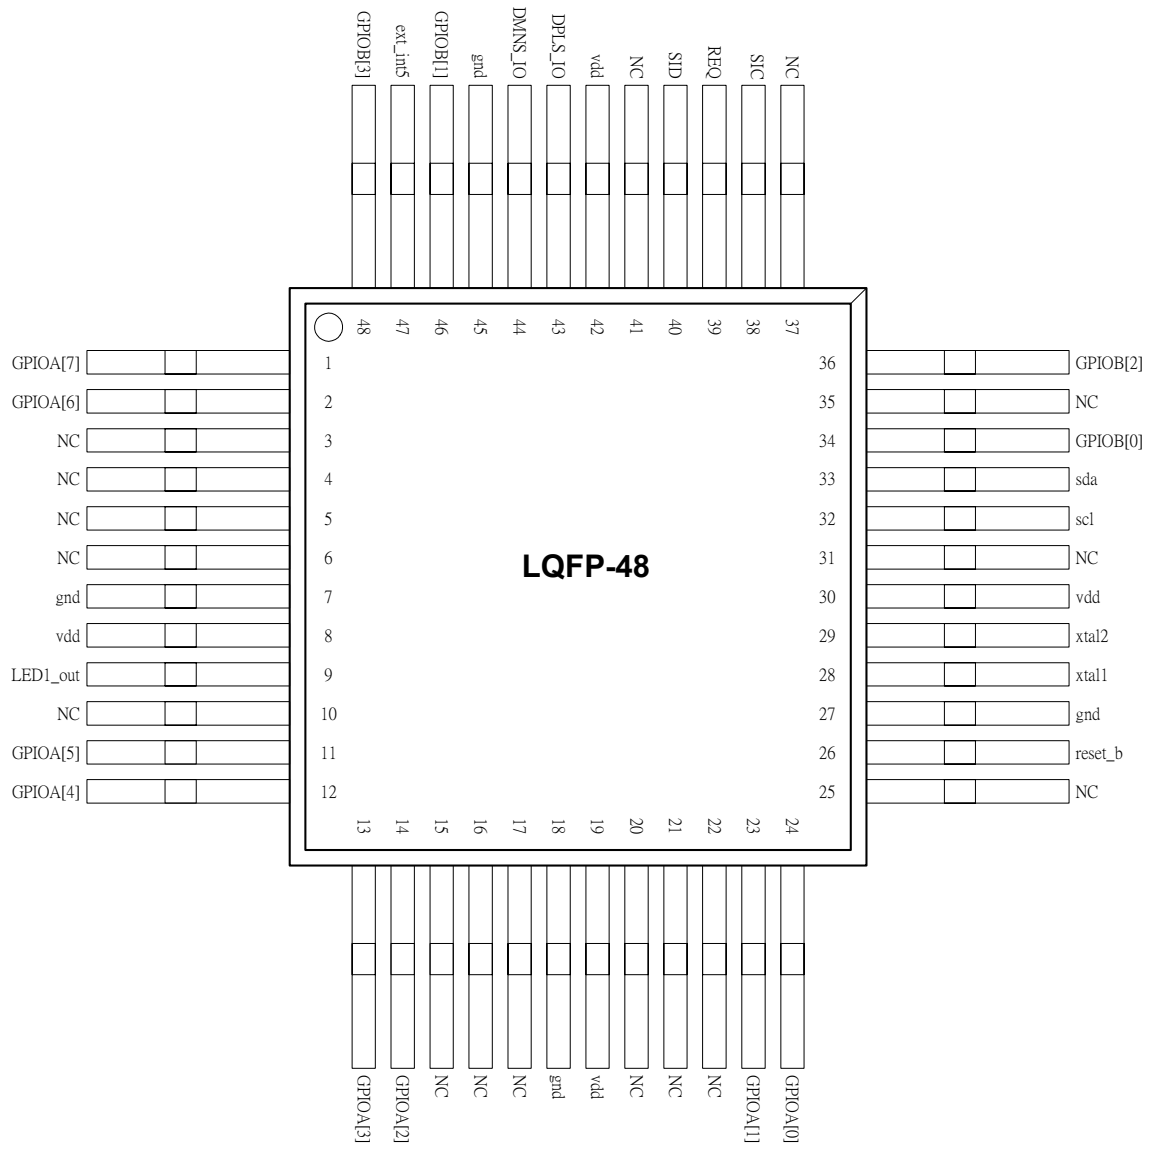 GPIOB[3] ext_int5 GPIOB[1] gnd DMNS_IO DPLS_IO vdd NC SID REQ SIC NC
48 47 46 45 44 43 42 41 40 39 38 37
GPIOA[7] 1 36 GPIOB[2]
GPIOA[6] 2 35 NC
NC 3 34 GPIOB[0]
NC 4 33 sda
NC 5 32 scl
NC 6 31 NC
LQFP-48
gnd 7 30 vdd
vdd 8 29 xtal2
LED1_out 9 28 xtal1
NC 10 27 gnd
GPIOA[5] 11 26 reset_b
GPIOA[4] 12 25 NC
13 14 15 16 17 18 19 20 21 22 23 24
GPIOA[3] GPIOA[2] NC NC NC gnd vdd NC NC NC GPIOA[1] GPIOA[0]